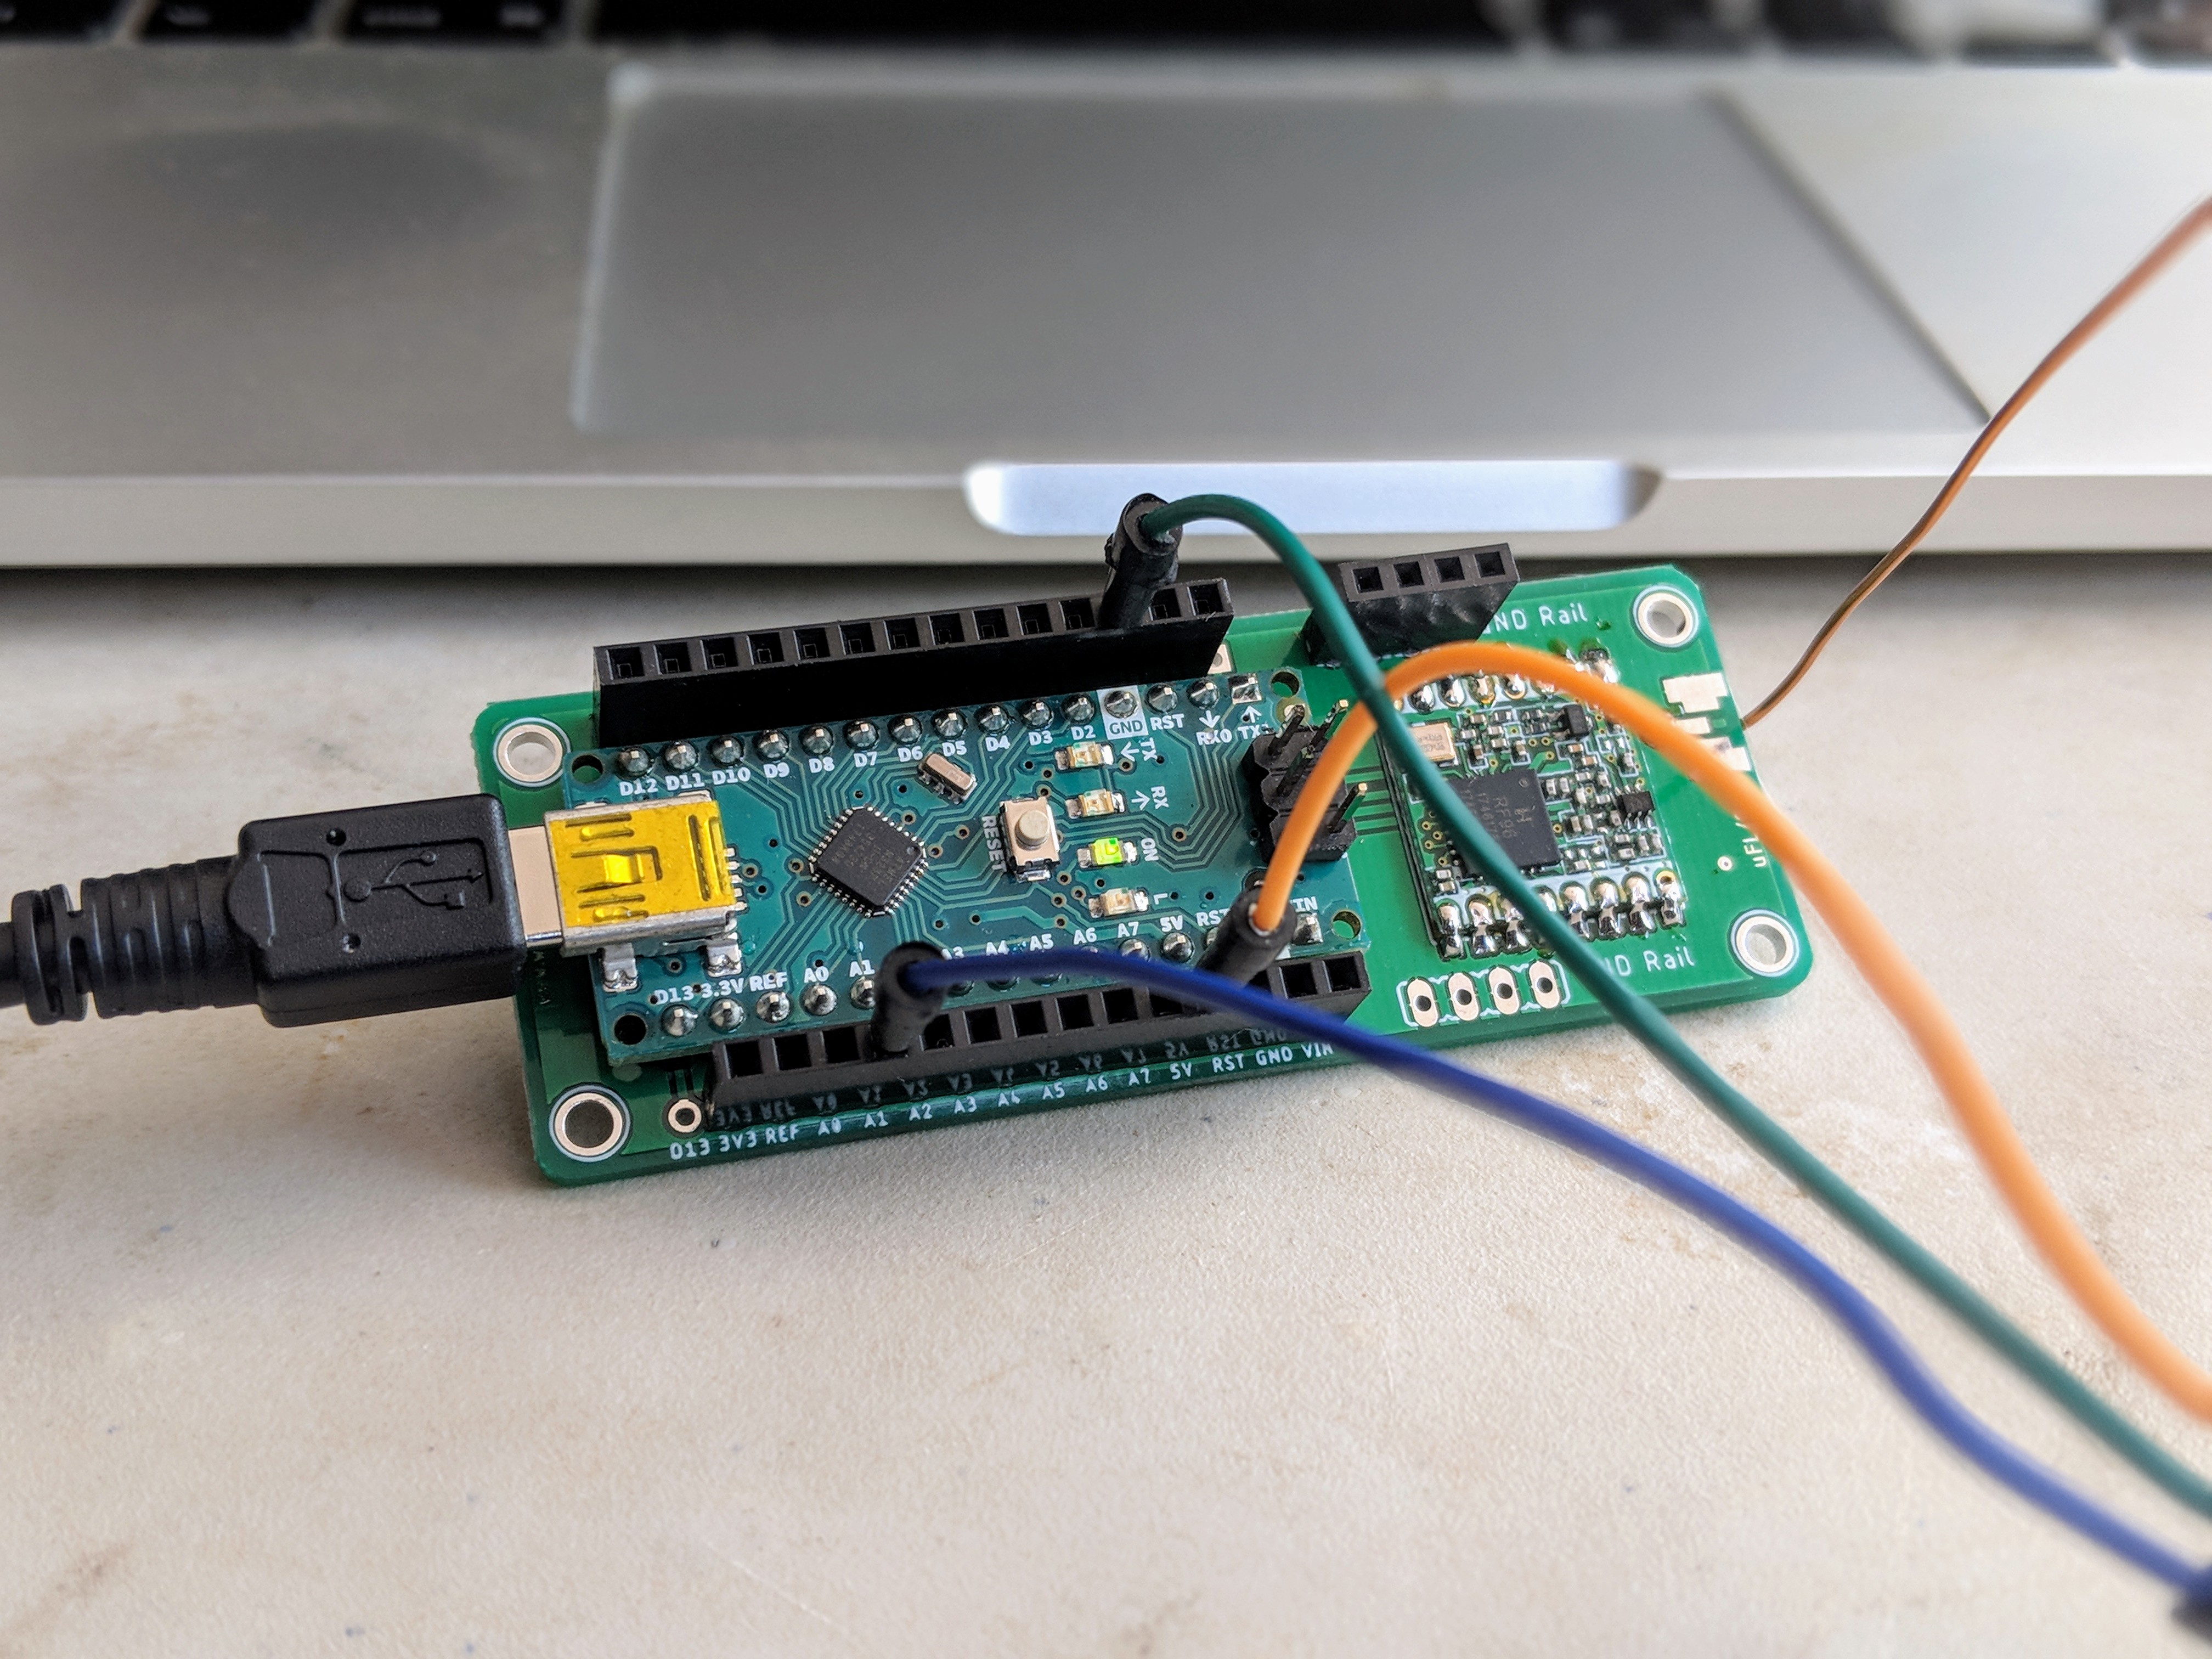 GND Rail
D12 D11 D10 D9 D8 D7 D6 D5 D4 D3 D2 GND RST RX0 TX1
TX
RX
ON
L
RESET
RF96
uFL
D13 3.3V REF A0 A1 A3 A4 A5 A6 A7 5V RST VIN
GND Rail
D13 3V3 REF A0 A1 A2 A3 A4 A5 A6 A7 5V RST GND VIN